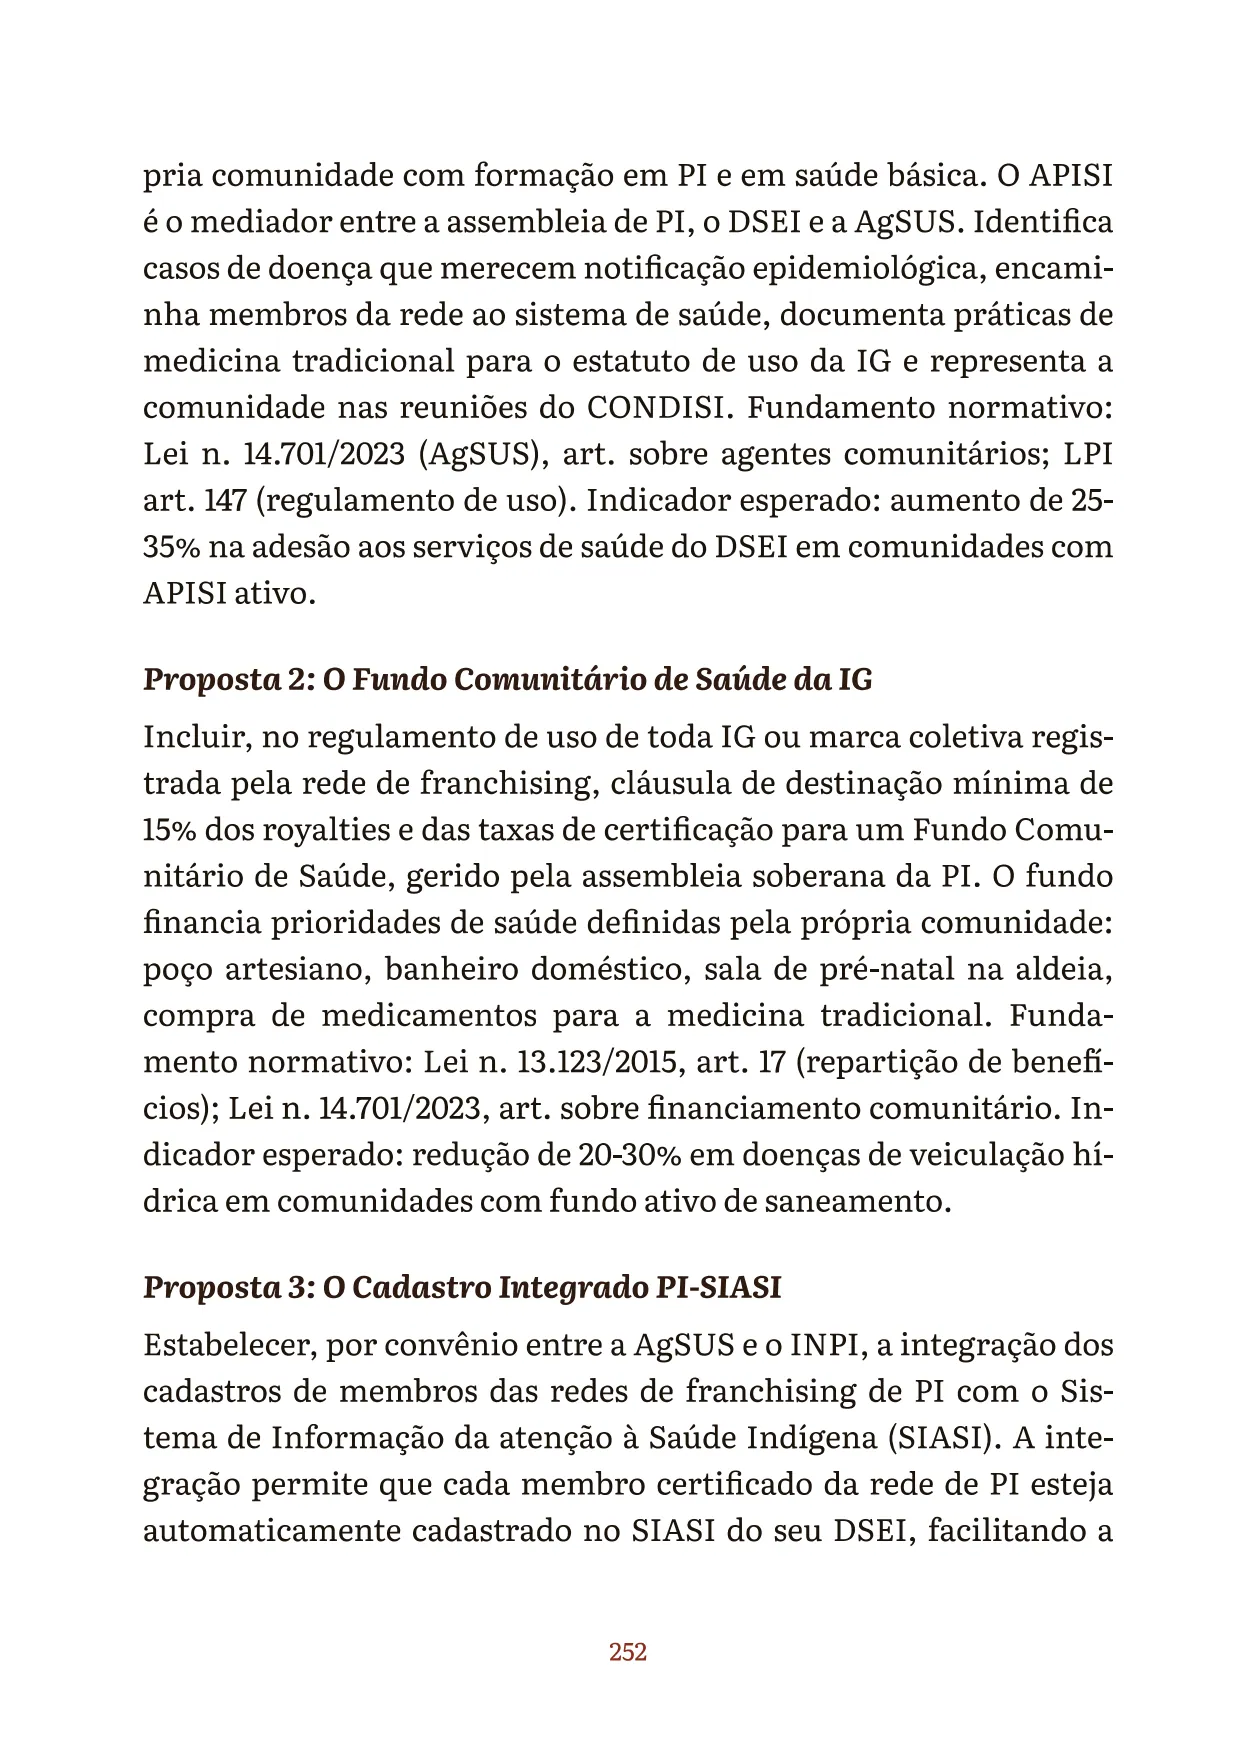 pria comunidade com formação em PI e em saúde básica. O APISI
é o mediador entre a assembleia de PI, o DSEI e a AgSUS. Identifica
casos de doença que merecem notificação epidemiológica, encami-
nha membros da rede ao sistema de saúde, documenta práticas de
medicina tradicional para o estatuto de uso da IG e representa a
comunidade nas reuniões do CONDISI. Fundamento normativo:
Lei n. 14.701/2023 (AgSUS), art. sobre agentes comunitários; LPI
art. 147 (regulamento de uso). Indicador esperado: aumento de 25-
35% na adesão aos serviços de saúde do DSEI em comunidades com
APISI ativo.
Proposta 2: O Fundo Comunitário de Saúde da IG
Incluir, no regulamento de uso de toda IG ou marca coletiva regis-
trada pela rede de franchising, cláusula de destinação mínima de
15% dos royalties e das taxas de certificação para um Fundo Comu-
nitário de Saúde, gerido pela assembleia soberana da PI. O fundo
financia prioridades de saúde definidas pela própria comunidade:
poço artesiano, banheiro doméstico, sala de pré-natal na aldeia,
compra de medicamentos para a medicina tradicional. Funda-
mento normativo: Lei n. 13.123/2015, art. 17 (repartição de benefí-
cios); Lei n. 14.701/2023, art. sobre financiamento comunitário. In-
dicador esperado: redução de 20-30% em doenças de veiculação hí-
drica em comunidades com fundo ativo de saneamento.
Proposta 3: O Cadastro Integrado PI-SIASI
Estabelecer, por convênio entre a AgSUS e o INPI, a integração dos
cadastros de membros das redes de franchising de PI com o Sis-
tema de Informação da atenção à Saúde Indígena (SIASI). A inte-
gração permite que cada membro certificado da rede de PI esteja
automaticamente cadastrado no SIASI do seu DSEI, facilitando a
252